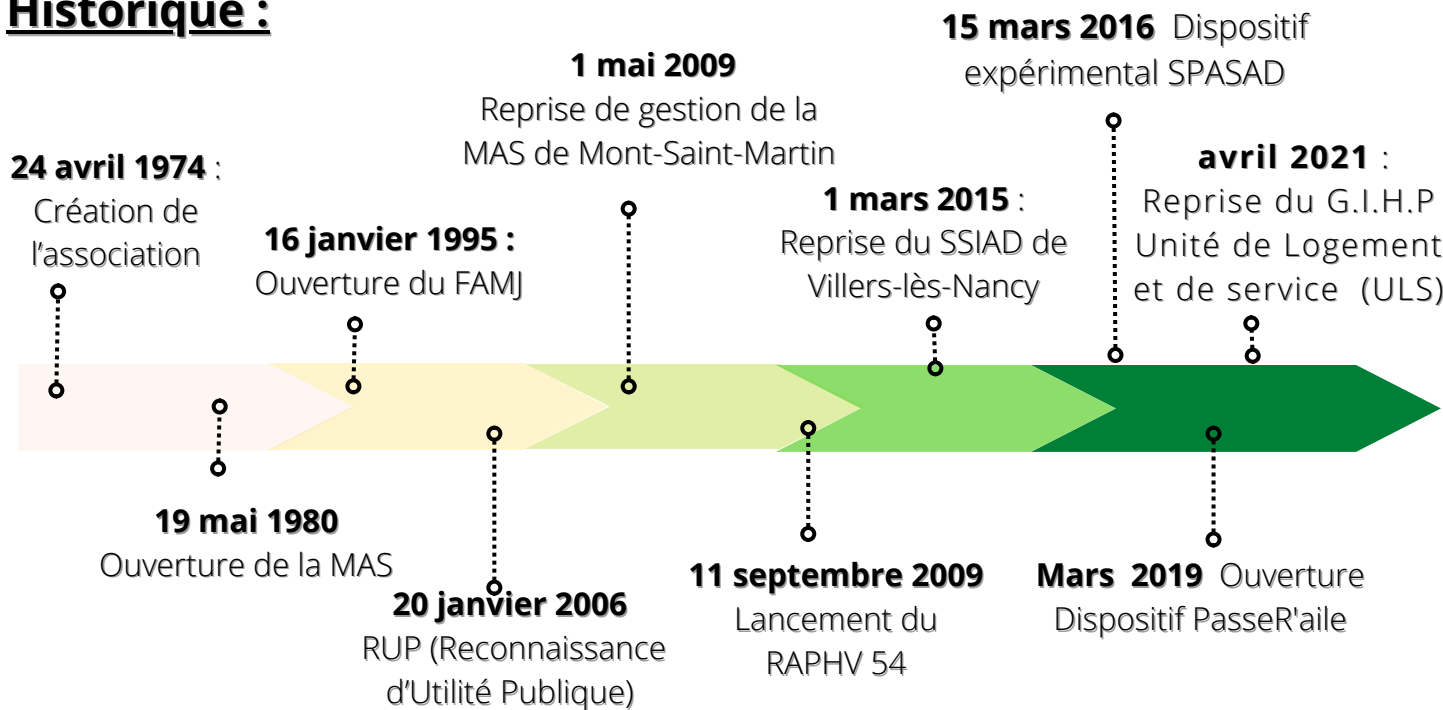 Historique :
24 avril 1974 :
Création de
l'association
19 mai 1980
Ouverture de la MAS
16 janvier 1995 :
Ouverture du FAMJ
20 janvier 2006
RUP (Reconnaissance
d'Utilité Publique)
1 mai 2009
Reprise de gestion de la
MAS de Mont-Saint-Martin
11 septembre 2009
Lancement du
RAPHV 54
1 mars 2015 :
Reprise du SSIAD de
Villers-lès-Nancy
15 mars 2016 Dispositif
expérimental SPASAD
Mars 2019 Ouverture
Dispositif PasseR'aile
avril 2021 :
Reprise du G.I.H.P
Unité de Logement
et de service (ULS)